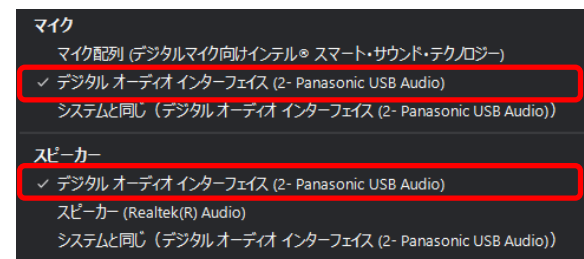 マイク
マイク配列 (デジタルマイク向けインテル® スマート・サウンド・テクノロジー)
✓ デジタル オーディオ インターフェイス (2- Panasonic USB Audio)
システムと同じ（デジタル オーディオ インターフェイス (2- Panasonic USB Audio)）
スピーカー
✓ デジタル オーディオ インターフェイス (2- Panasonic USB Audio)
スピーカー (Realtek(R) Audio)
システムと同じ（デジタル オーディオ インターフェイス (2- Panasonic USB Audio)）